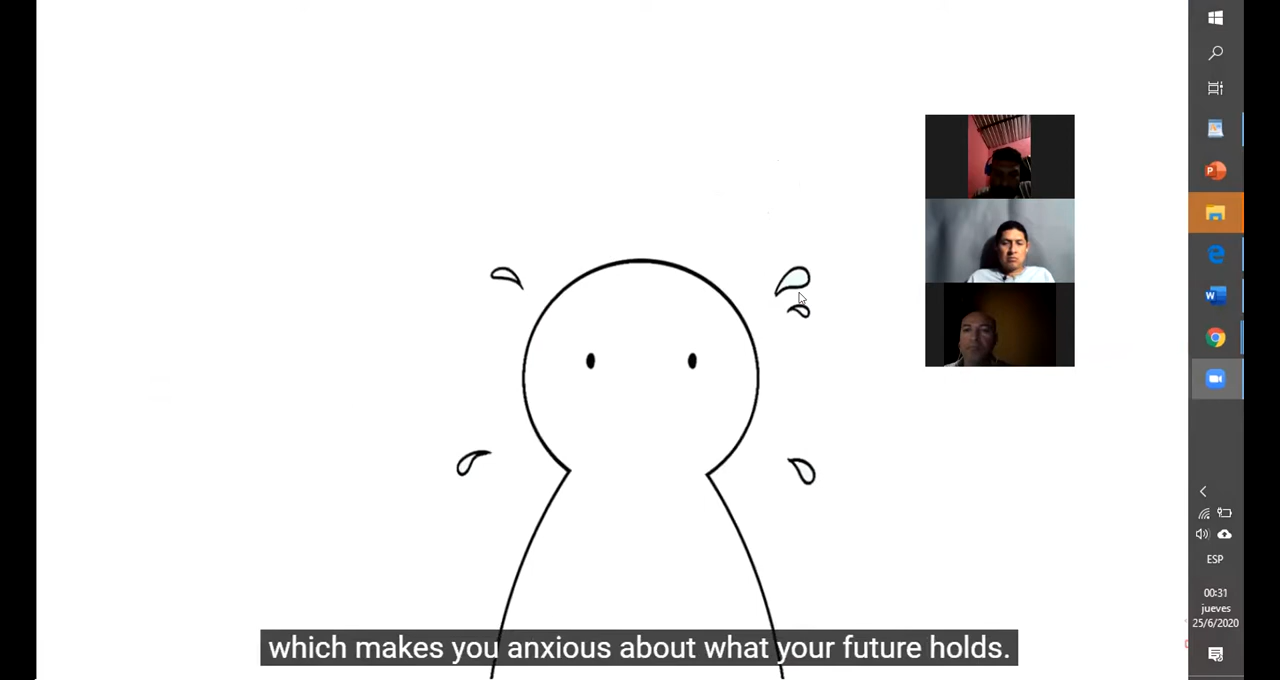 P
W
ESP
00:31
jueves
25/6/2020
which makes you anxious about what your future holds.